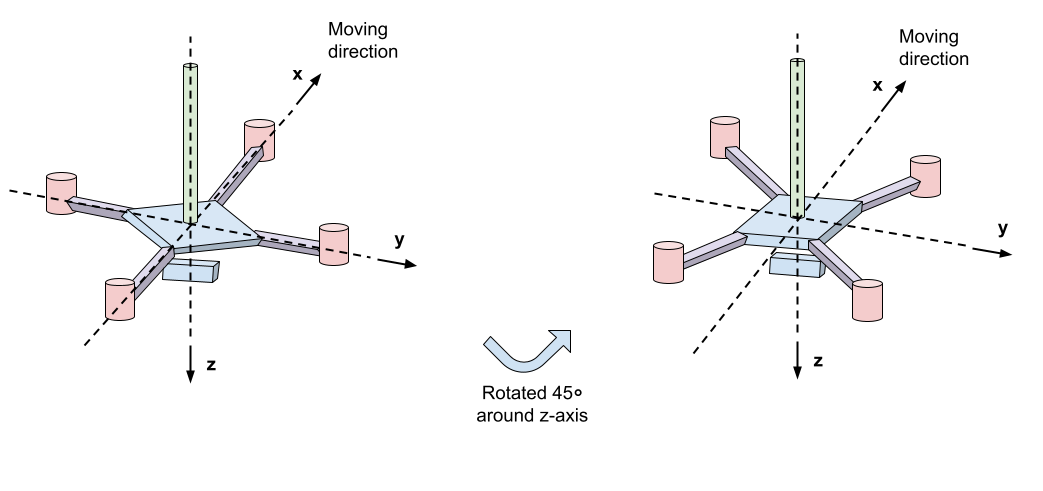 Moving
direction
x
y
z
Rotated 45°
around z-axis
Moving
direction
x
y
z